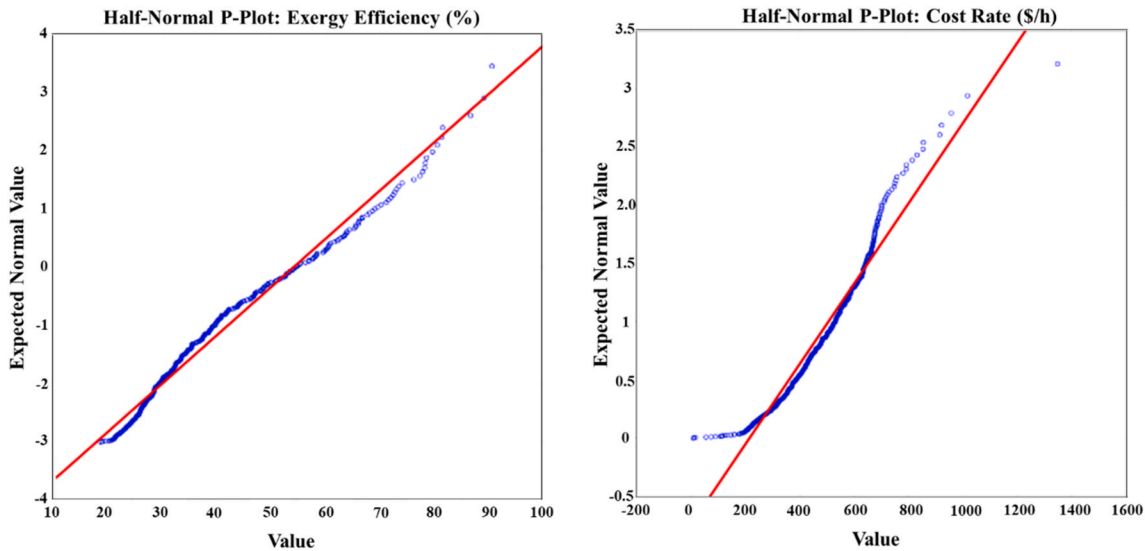 Half-Normal P-Plot: Exergy Efficiency (%)
4
3
2
1
0
-1
-2
-3
-4
10 20 30 40 50 60 70 80 90 100
Expected Normal Value
Value
Half-Normal P-Plot: Cost Rate ($/h)
3.5
3
2.5
2.0
1.5
1
0.5
0
-0.5
-200 0 200 400 600 800 1000 1200 1400 1600
Expected Normal Value
Value